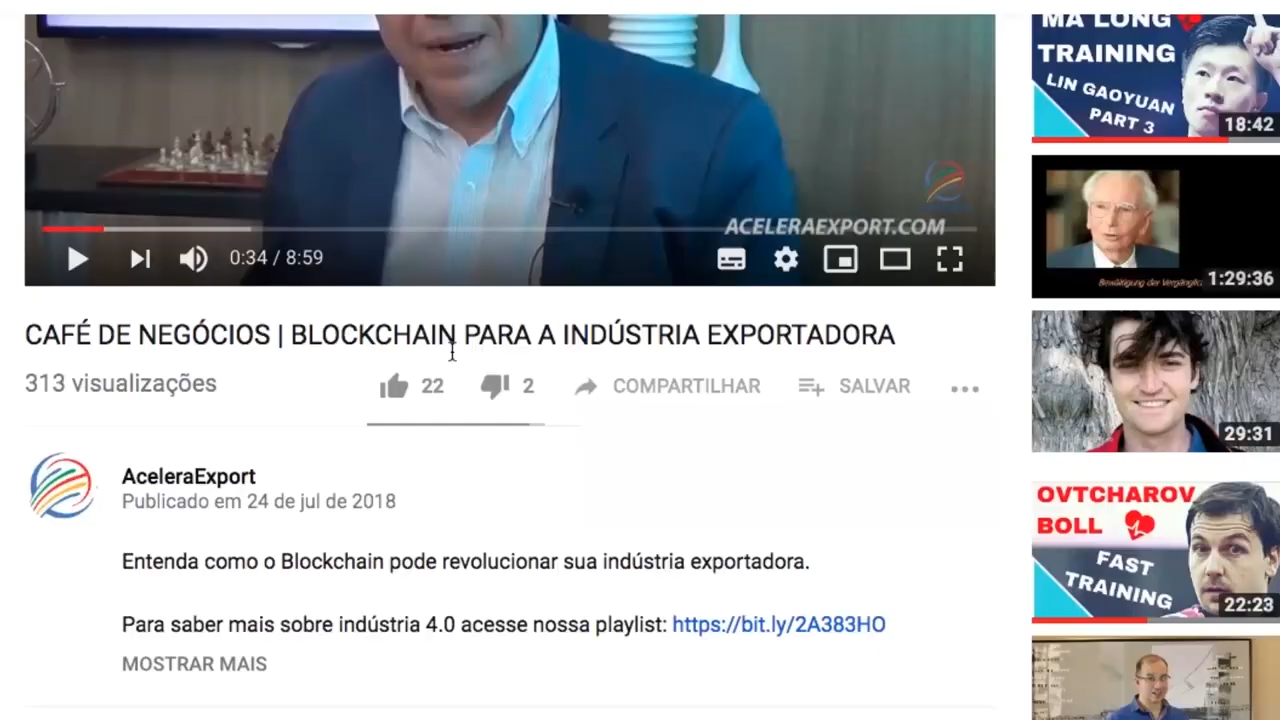 ACELERAEXPORT.COM
0:34 / 8:59
CAFÉ DE NEGÓCIOS | BLOCKCHAIN PARA A INDÚSTRIA EXPORTADORA
313 visualizações
22
2
COMPARTILHAR
SALVAR
AceleraExport
Publicado em 24 de jul de 2018
Entenda como o Blockchain pode revolucionar sua indústria exportadora.
Para saber mais sobre indústria 4.0 acesse nossa playlist: https://bit.ly/2A383HO
MOSTRAR MAIS
MA LONG
TRAINING
LIN GAOYUAN
PART 3
18:42
Bewältigung der
1:29:36
29:31
OVTCHAROV
BOLL
FAST
TRAINING
22:23